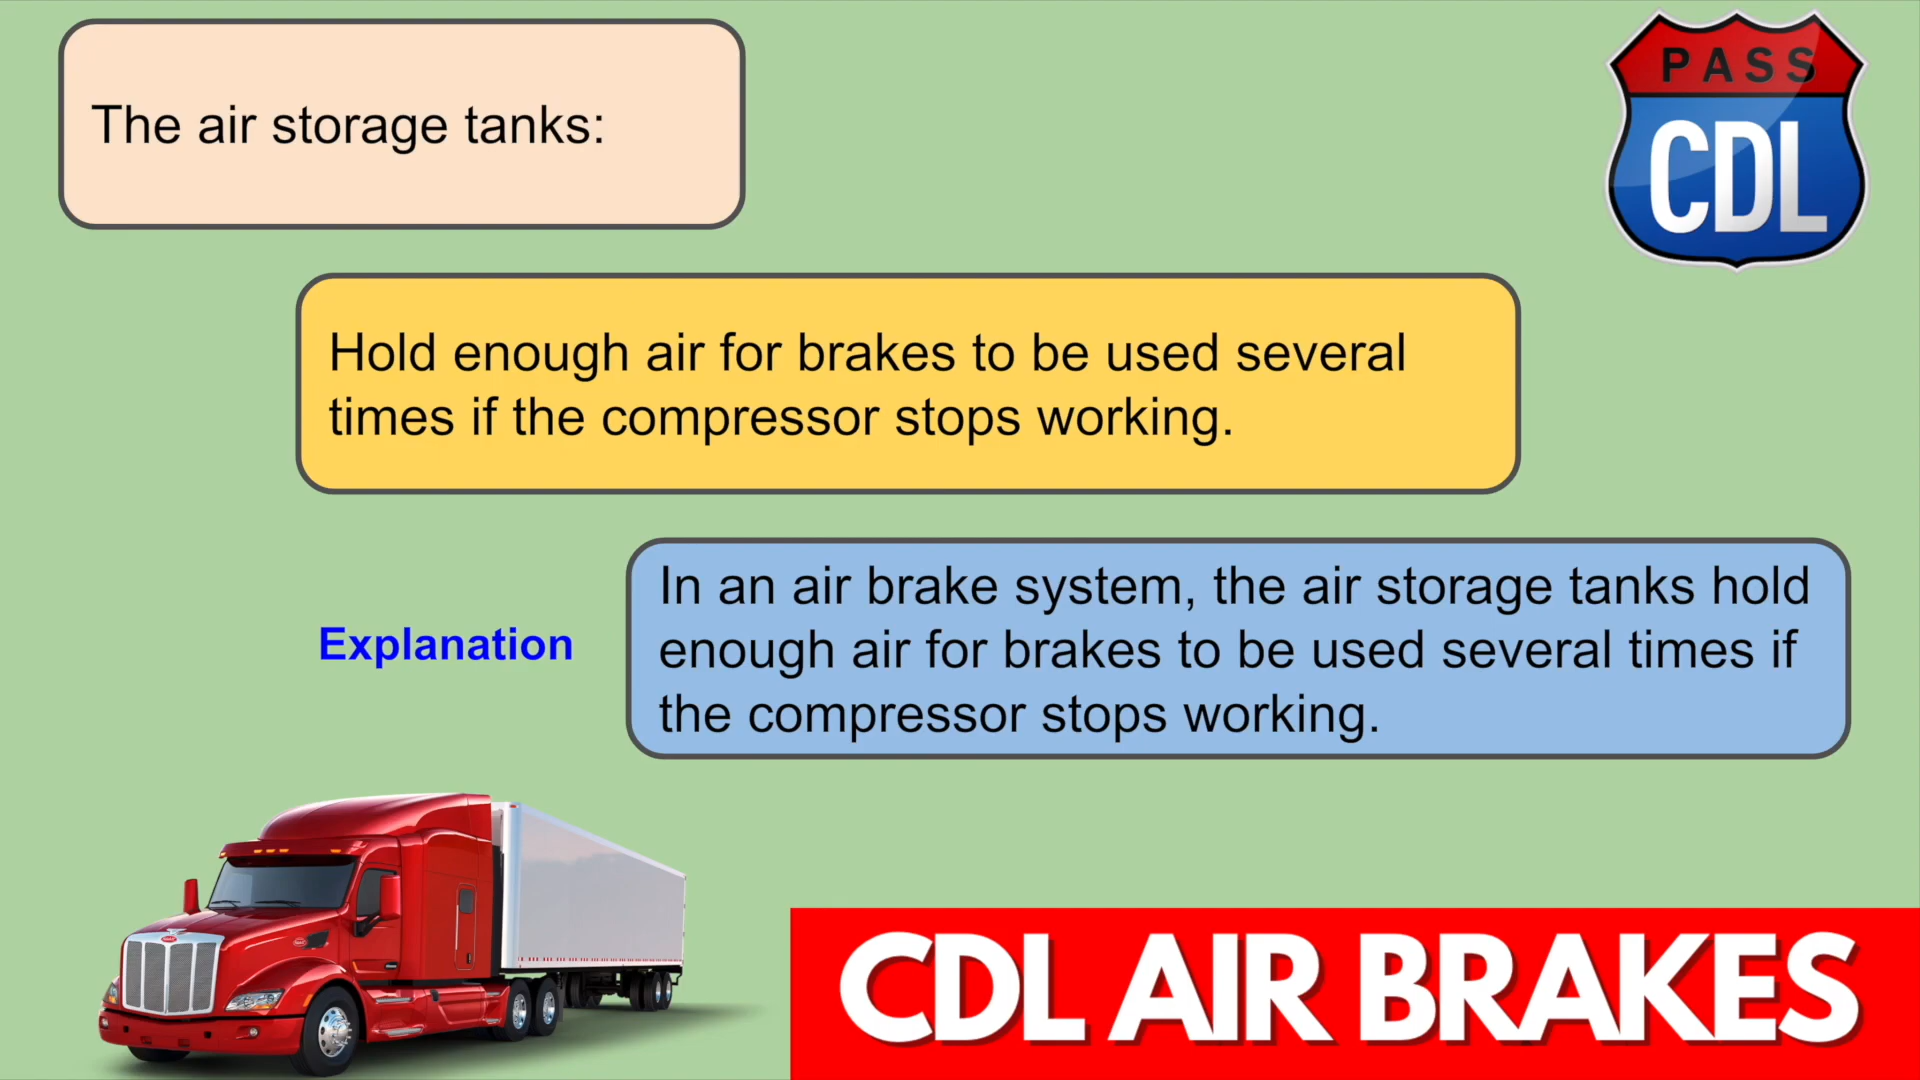 The air storage tanks:
PASS
CDL
Hold enough air for brakes to be used several
times if the compressor stops working.
Explanation
In an air brake system, the air storage tanks hold
enough air for brakes to be used several times if
the compressor stops working.
CDL AIR BRAKES